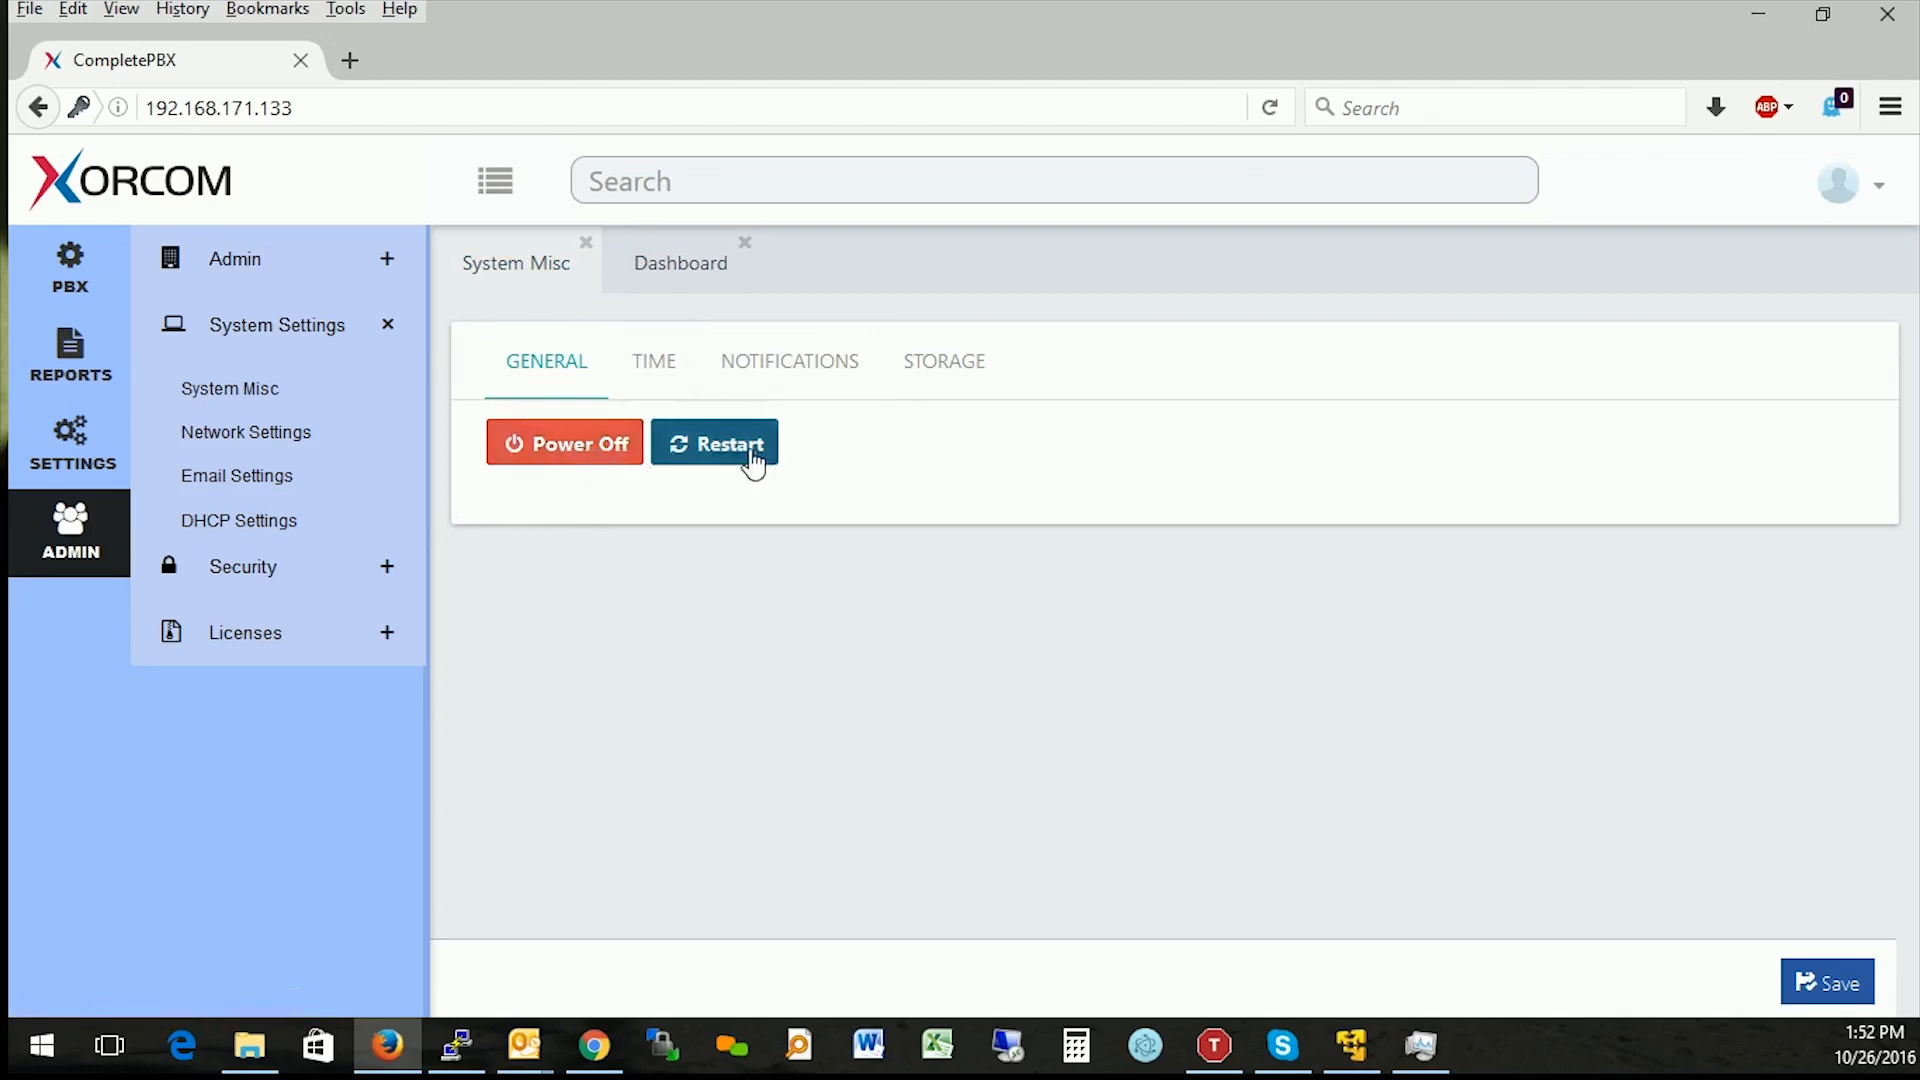 File Edit View History Bookmarks Tools Help
CompletePBX
192.168.171.133
Search
ABP
0
XORCOM
Search
PBX
REPORTS
SETTINGS
ADMIN
Admin
System Settings
System Misc
Network Settings
Email Settings
DHCP Settings
Security
Licenses
System Misc
Dashboard
GENERAL TIME NOTIFICATIONS STORAGE
Power Off
Restart
Save
1:52 PM
10/26/2016